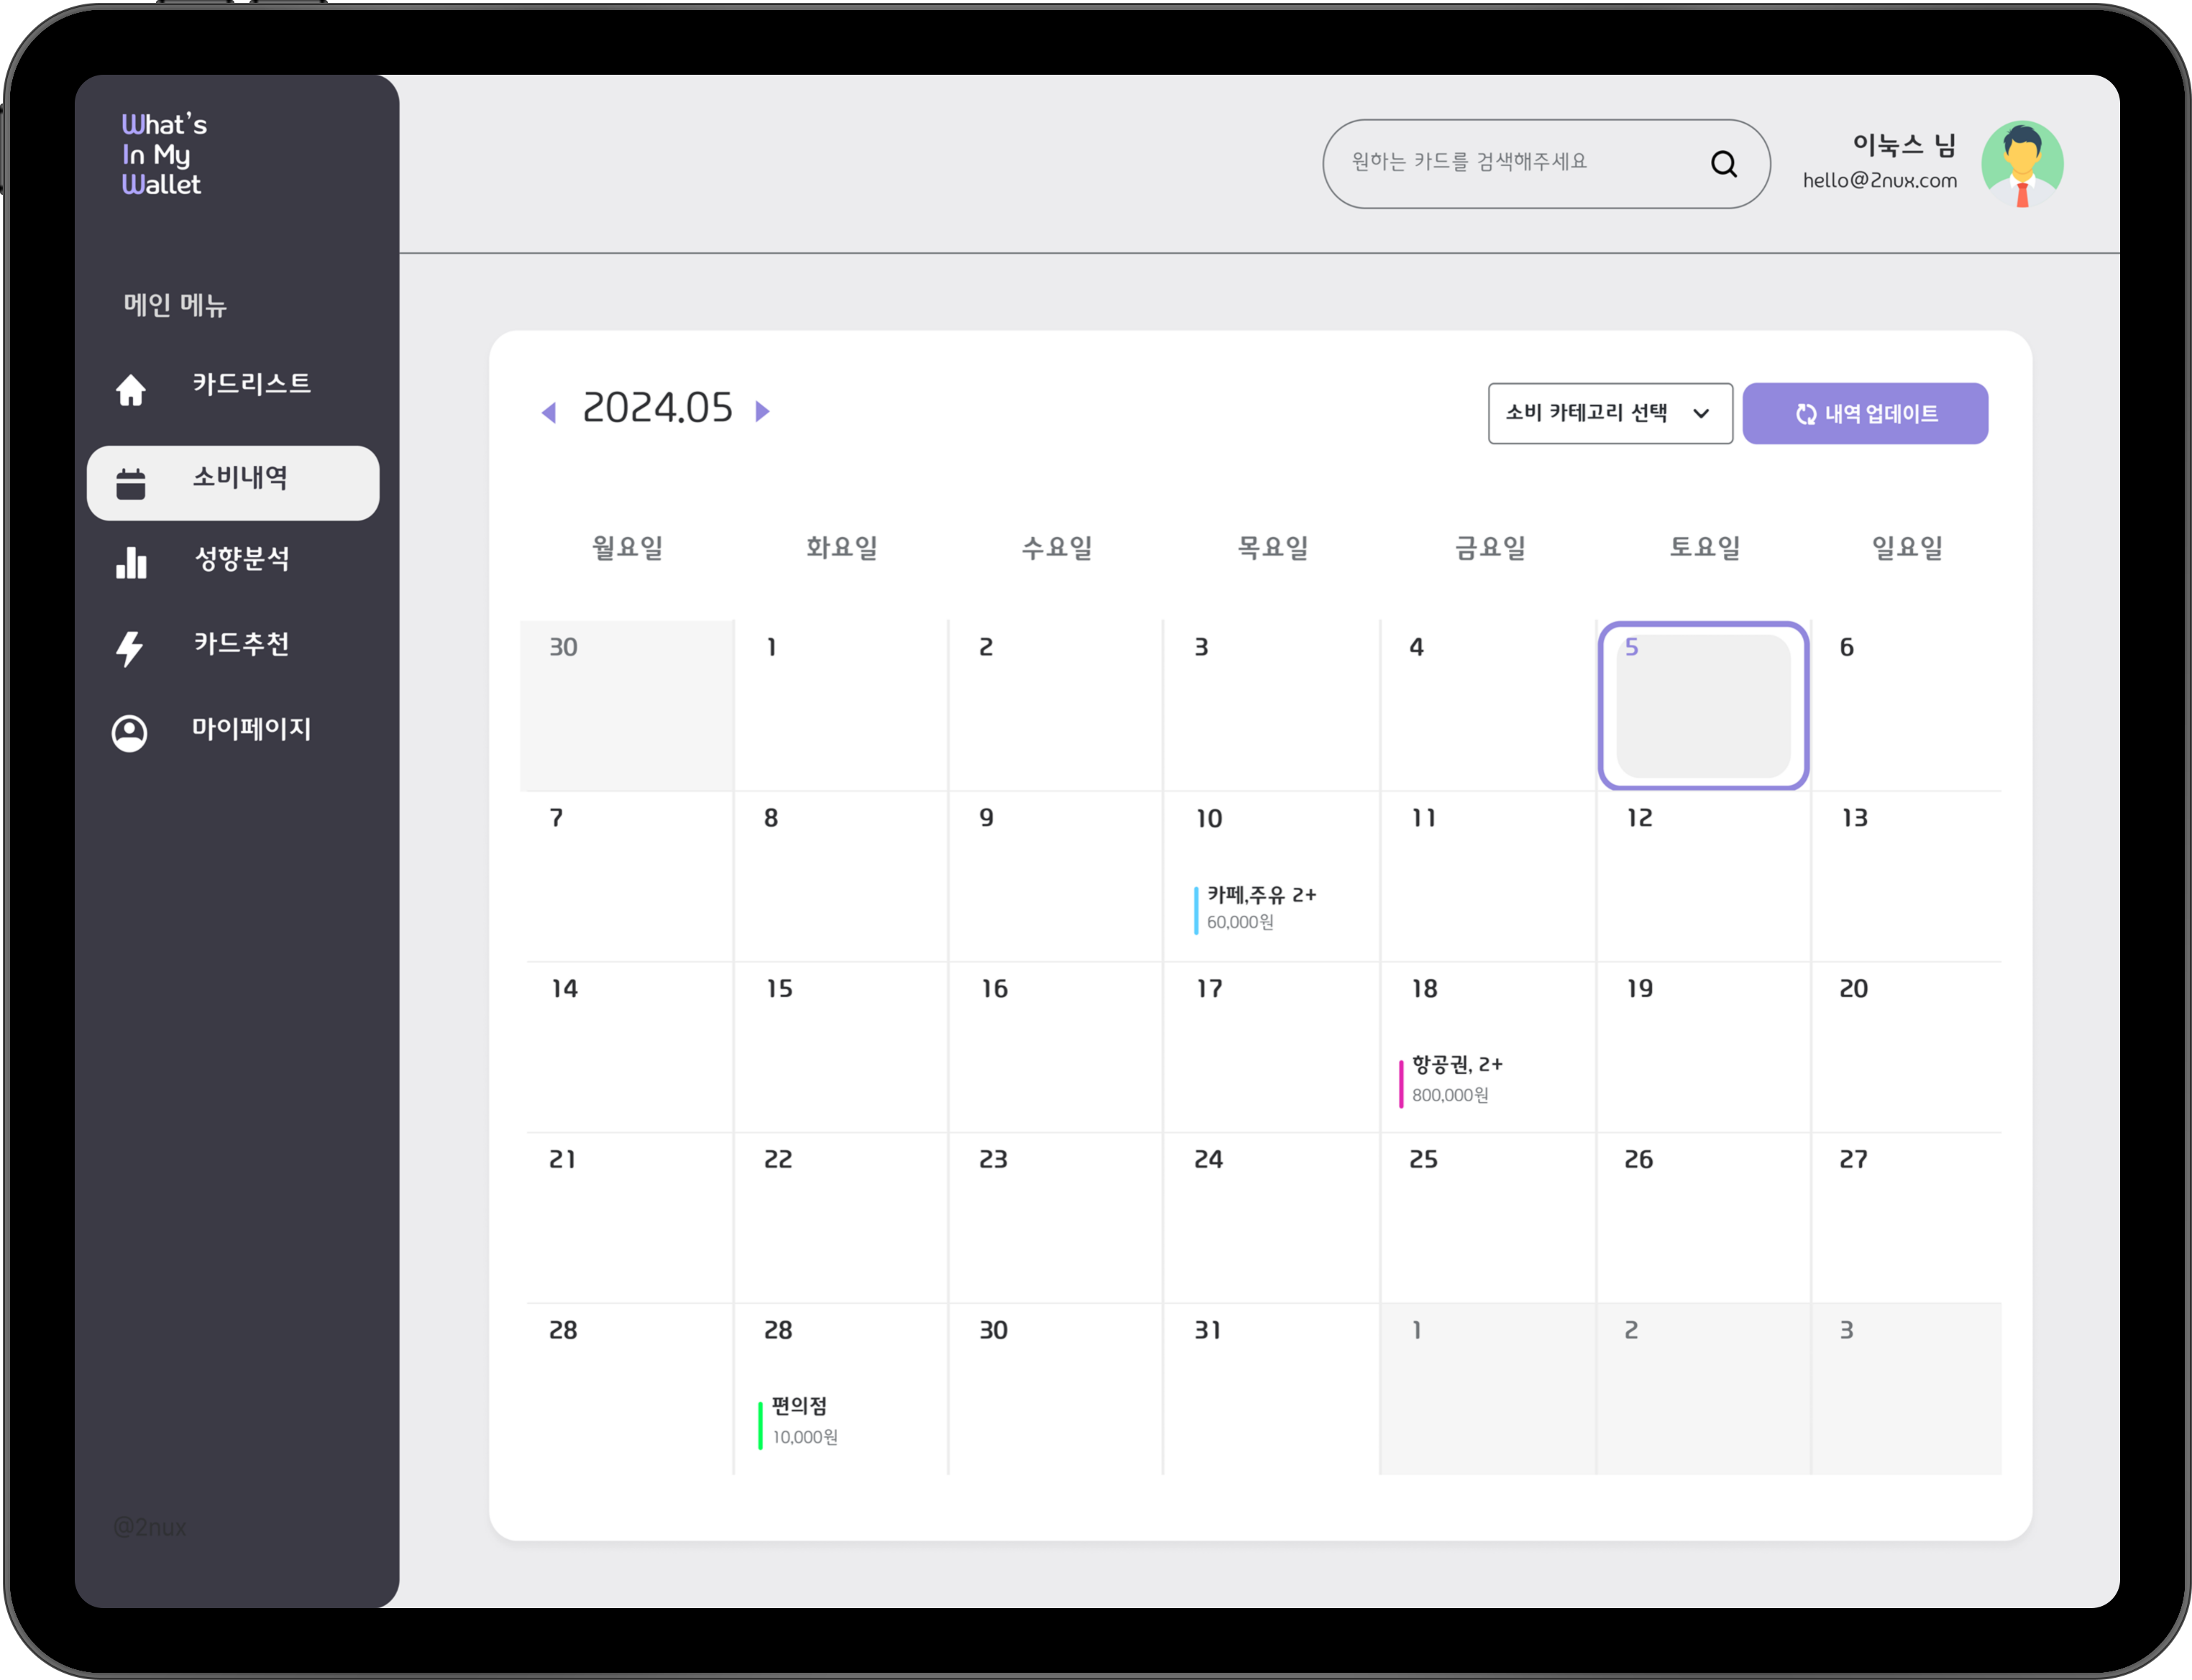 What's
In My
Wallet
메인 메뉴
카드리스트
소비내역
성향분석
카드추천
마이페이지
@2nux
원하는 카드를 검색해주세요
이눅스 님
hello@2nux.com
2024.05
소비 카테고리 선택
내역 업데이트
월요일 화요일 수요일 목요일 금요일 토요일 일요일
30 1 2 3 4 5 6
7 8 9 10 11 12 13
카페,주유 2+
60,000원
14 15 16 17 18 19 20
항공권, 2+
800,000원
21 22 23 24 25 26 27
28 28 30 31 1 2 3
편의점
10,000원